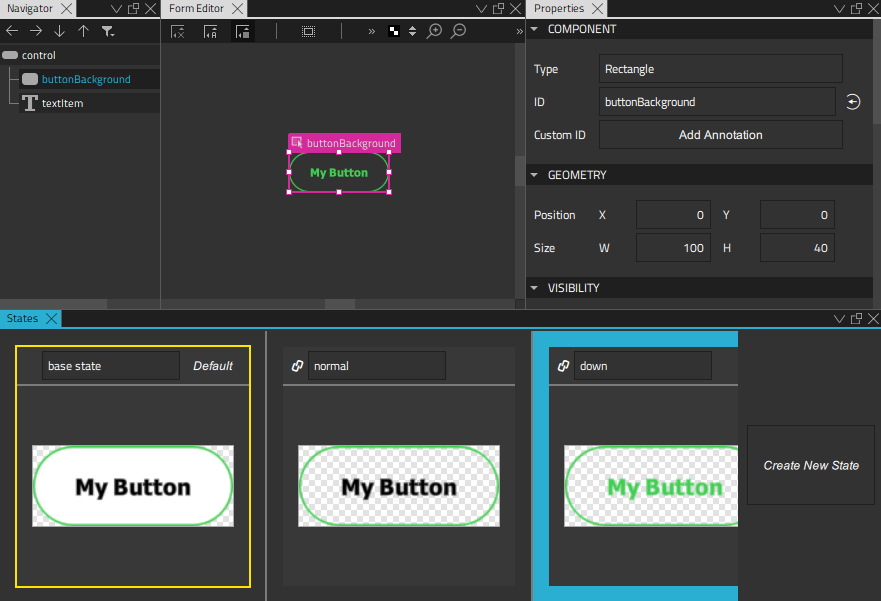 Navigator
Form Editor
Properties
COMPONENT
control
buttonBackground
textItem
buttonBackground
My Button
Type
Rectangle
ID
buttonBackground
Custom ID
Add Annotation
GEOMETRY
Position X 0 Y 0
Size W 100 H 40
VISIBILITY
States
base state Default
normal
down
My Button
My Button
My Button
Create New State